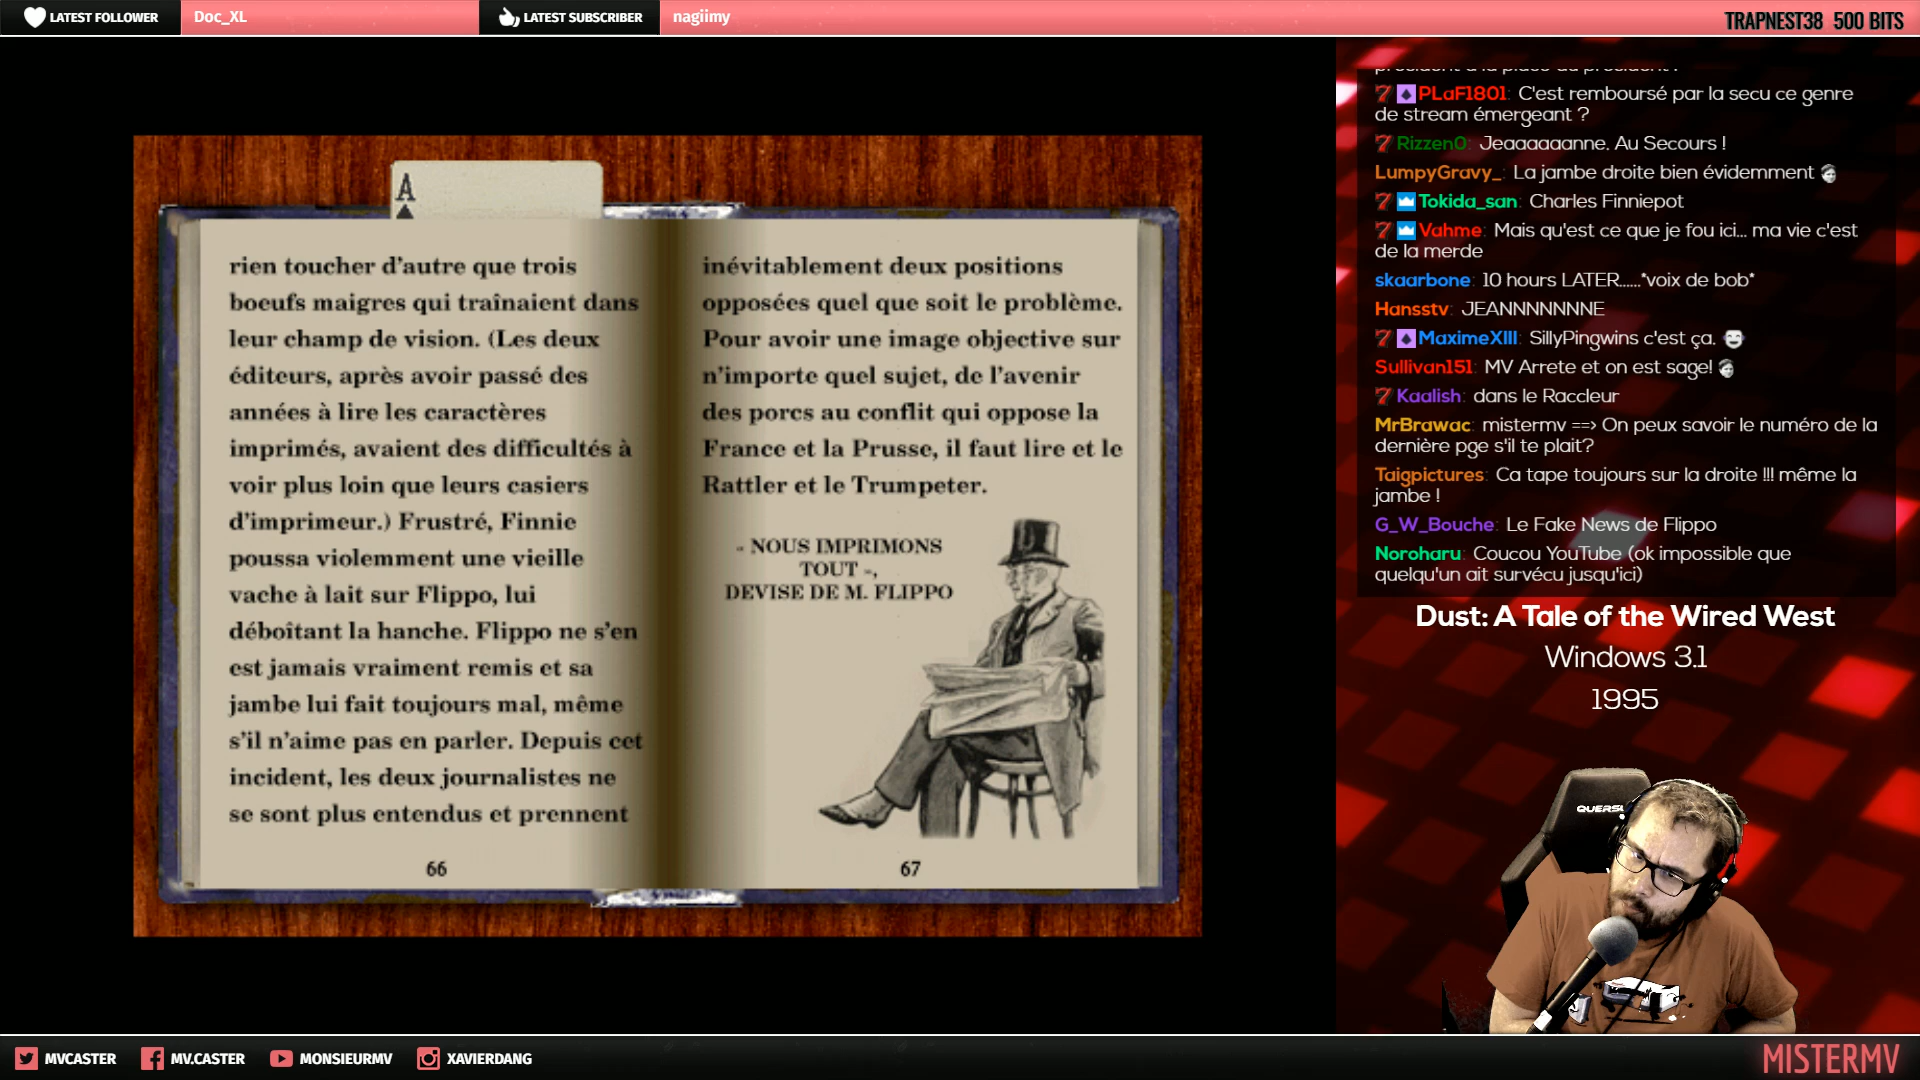 LATEST FOLLOWER
Doc_XL
LATEST SUBSCRIBER
nagiimy
TRAPNEST38 500 BITS
A
rien toucher d'autre que trois
boeufs maigres qui traînaient dans
leur champ de vision. (Les deux
éditeurs, après avoir passé des
années à lire les caractères
imprimés, avaient des difficultés à
voir plus loin que leurs casiers
d'imprimeur.) Frustré, Finnie
poussa violemment une vieille
vache à lait sur Flippo, lui
déboîtant la hanche. Flippo ne s'en
est jamais vraiment remis et sa
jambe lui fait toujours mal, même
s'il n'aime pas en parler. Depuis cet
incident, les deux journalistes ne
se sont plus entendus et prennent
66
inévitablement deux positions
opposées quel que soit le problème.
Pour avoir une image objective sur
n'importe quel sujet, de l'avenir
des porcs au conflit qui oppose la
France et la Prusse, il faut lire et le
Rattler et le Trumpeter.
« NOUS IMPRIMONS
TOUT »,
DEVISE DE M. FLIPPO
67
PLaF1801: C'est remboursé par la secu ce genre
de stream émergeant ?
Rizzen0: Jeaaaaaanne. Au Secours !
LumpyGravy_: La jambe droite bien évidemment
Tokida_san: Charles Finniepot
Vahme: Mais qu'est ce que je fou ici... ma vie c'est
de la merde
skaarbone: 10 hours LATER......*voix de bob*
Hansstv: JEANNNNNNNE
MaximeXIII: SillyPingwins c'est ça.
Sullivan151: MV Arrete et on est sage!
Kaalish: dans le Raccleur
MrBrawac: mistermv ==> On peux savoir le numéro de la
dernière pge s'il te plait?
Taigpictures: Ca tape toujours sur la droite !!! même la
jambe !
G_W_Bouche: Le Fake News de Flippo
Noroharu: Coucou YouTube (ok impossible que
quelqu'un ait survécu jusqu'ici)
Dust: A Tale of the Wired West
Windows 3.1
1995
MVCASTER
MV.CASTER
MONSIEURMV
XAVIERDANG
MISTERMV